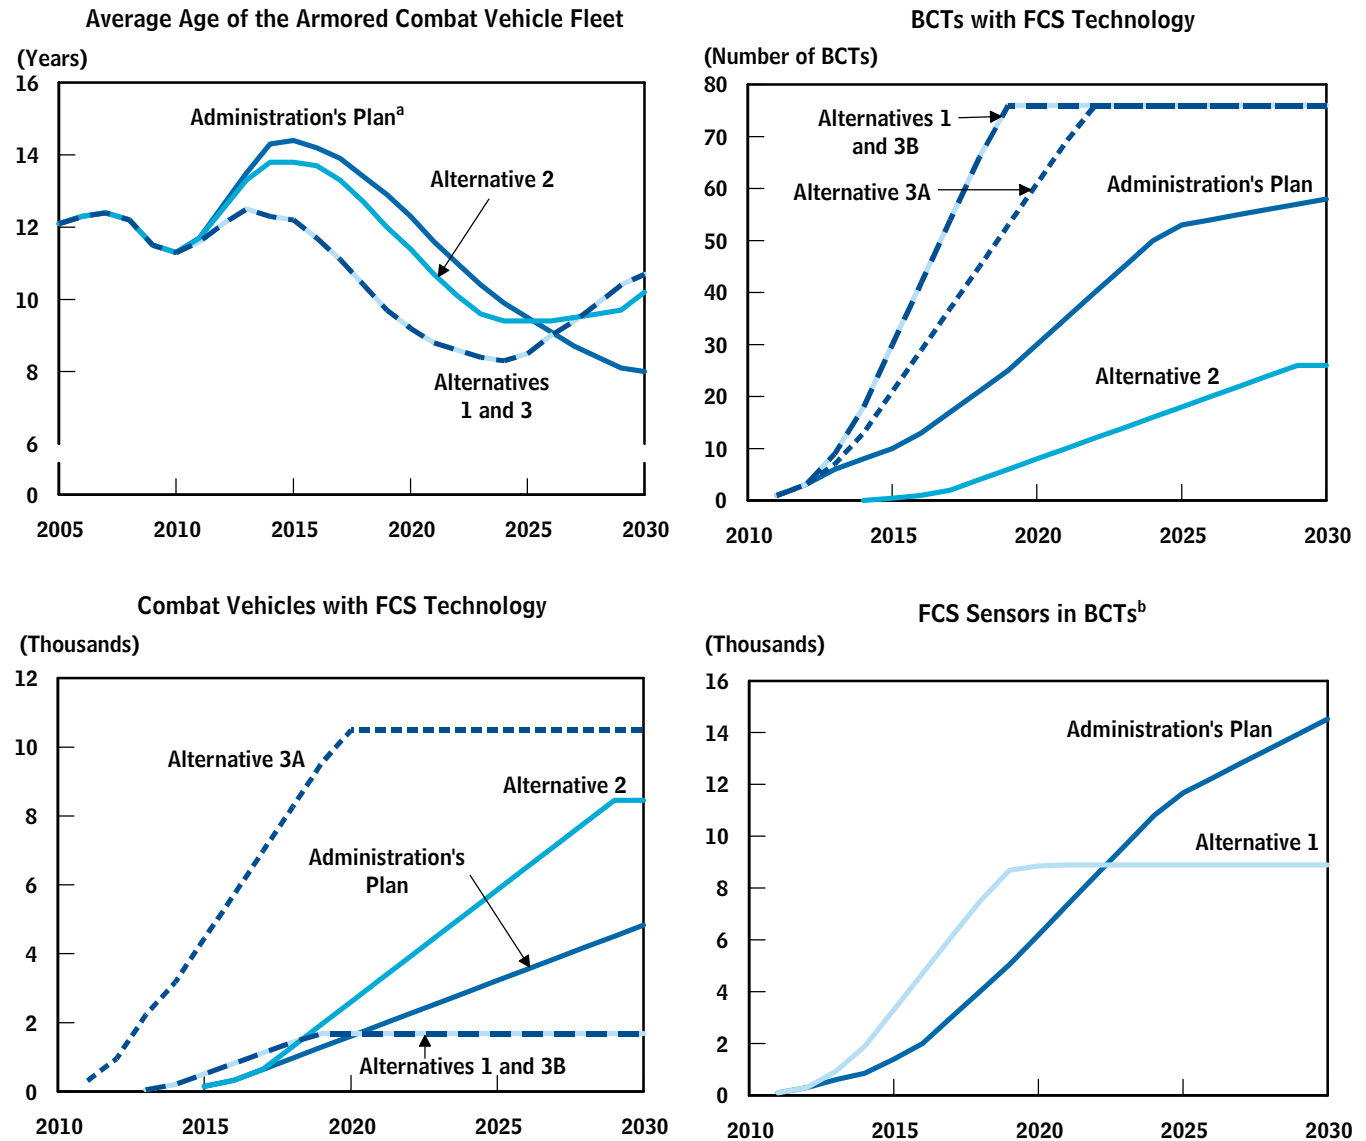 Average Age of the Armored Combat Vehicle Fleet
(Years)
16
14
12
10
8
6
0
Administration's Planᵃ
Alternative 2
Alternatives
1 and 3
2005 2010 2015 2020 2025 2030
BCTs with FCS Technology
(Number of BCTs)
80
70
60
50
40
30
20
10
0
Alternatives 1
and 3B
Alternative 3A
Administration's Plan
Alternative 2
2010 2015 2020 2025 2030
Combat Vehicles with FCS Technology
(Thousands)
12
10
8
6
4
2
0
Alternative 3A
Alternative 2
Administration's
Plan
Alternatives 1 and 3B
2010 2015 2020 2025 2030
FCS Sensors in BCTsᵇ
(Thousands)
16
14
12
10
8
6
4
2
0
Administration's Plan
Alternative 1
2010 2015 2020 2025 2030